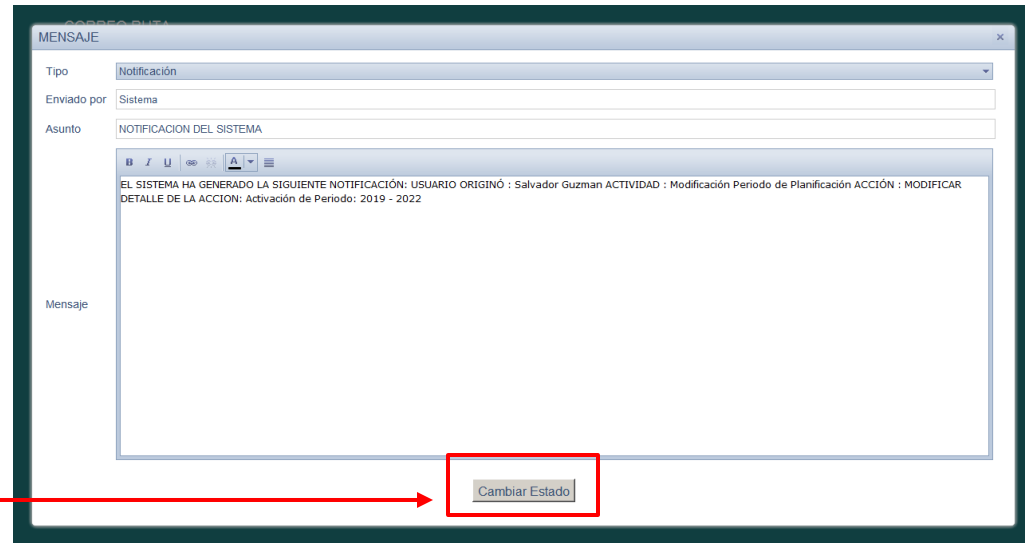 CORREO RUTA
MENSAJE ×
Tipo Notificación
Enviado por Sistema
Asunto NOTIFICACION DEL SISTEMA
B I U A
EL SISTEMA HA GENERADO LA SIGUIENTE NOTIFICACIÓN: USUARIO ORIGINÓ : Salvador Guzman ACTIVIDAD : Modificación Periodo de Planificación ACCIÓN : MODIFICAR
DETALLE DE LA ACCION: Activación de Periodo: 2019 - 2022
Mensaje
Cambiar Estado